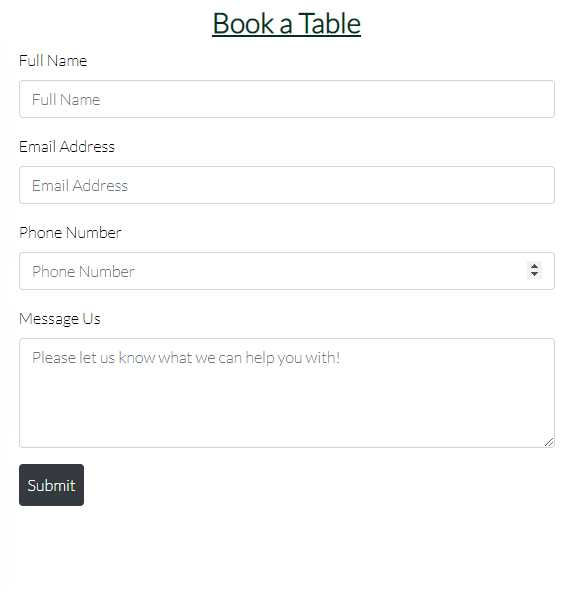 Book a Table
Full Name
Full Name
Email Address
Email Address
Phone Number
Phone Number
Message Us
Please let us know what we can help you with!
Submit